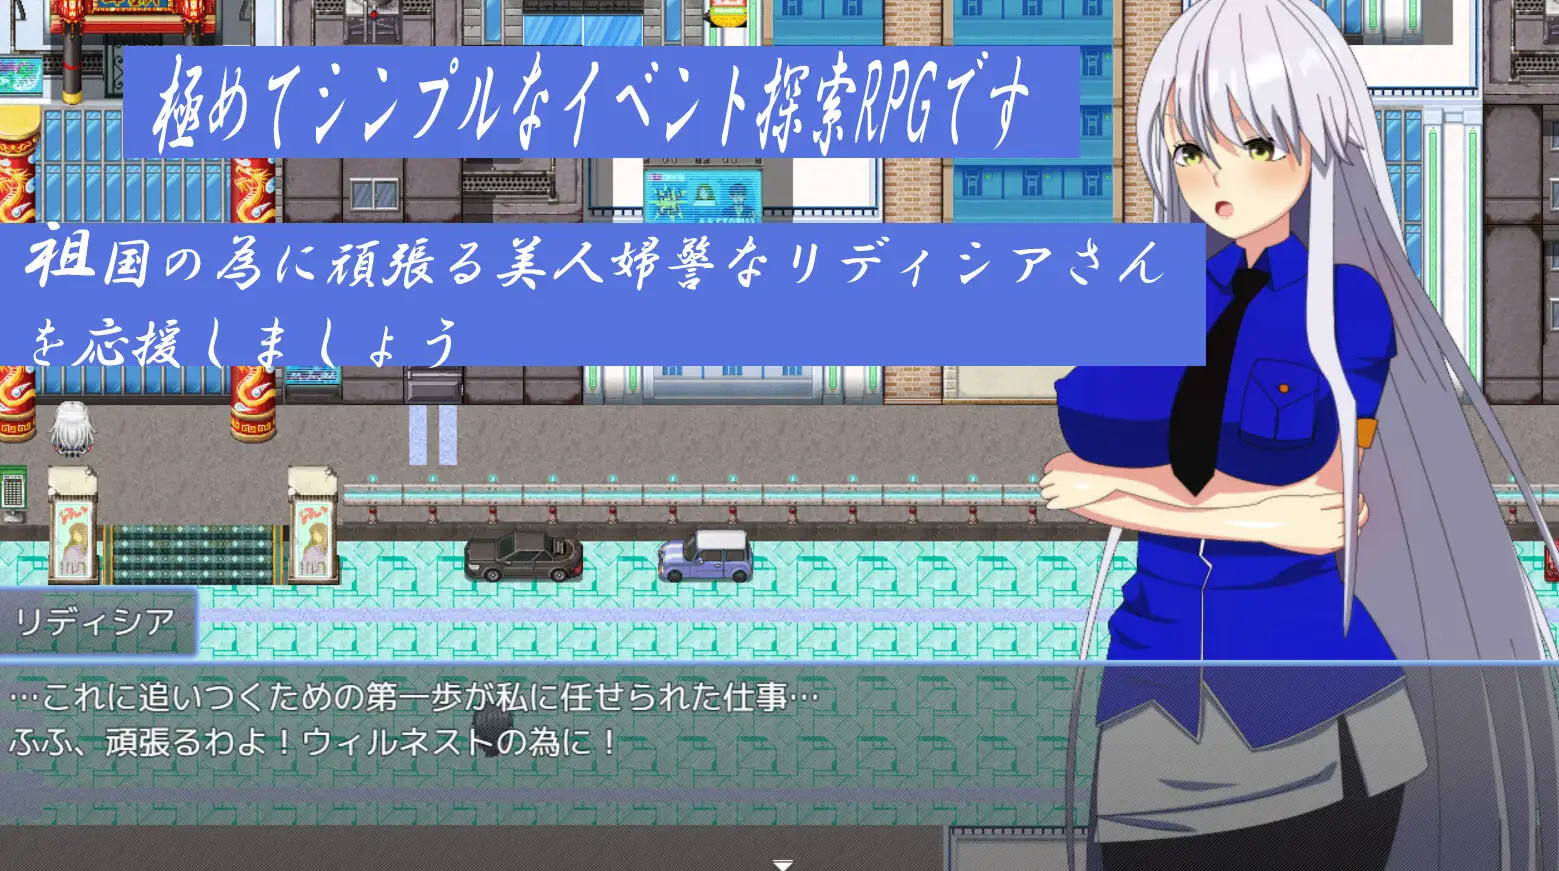 極めてシンプルなイベント探索RPGです
祖国の為に頑張る美人婦警なリディシアさん
を応援しましょう
リディシア
…これに追いつくための第一歩が私に任せられた仕事…
ふふ、頑張るわよ！ウィルネストの為に！